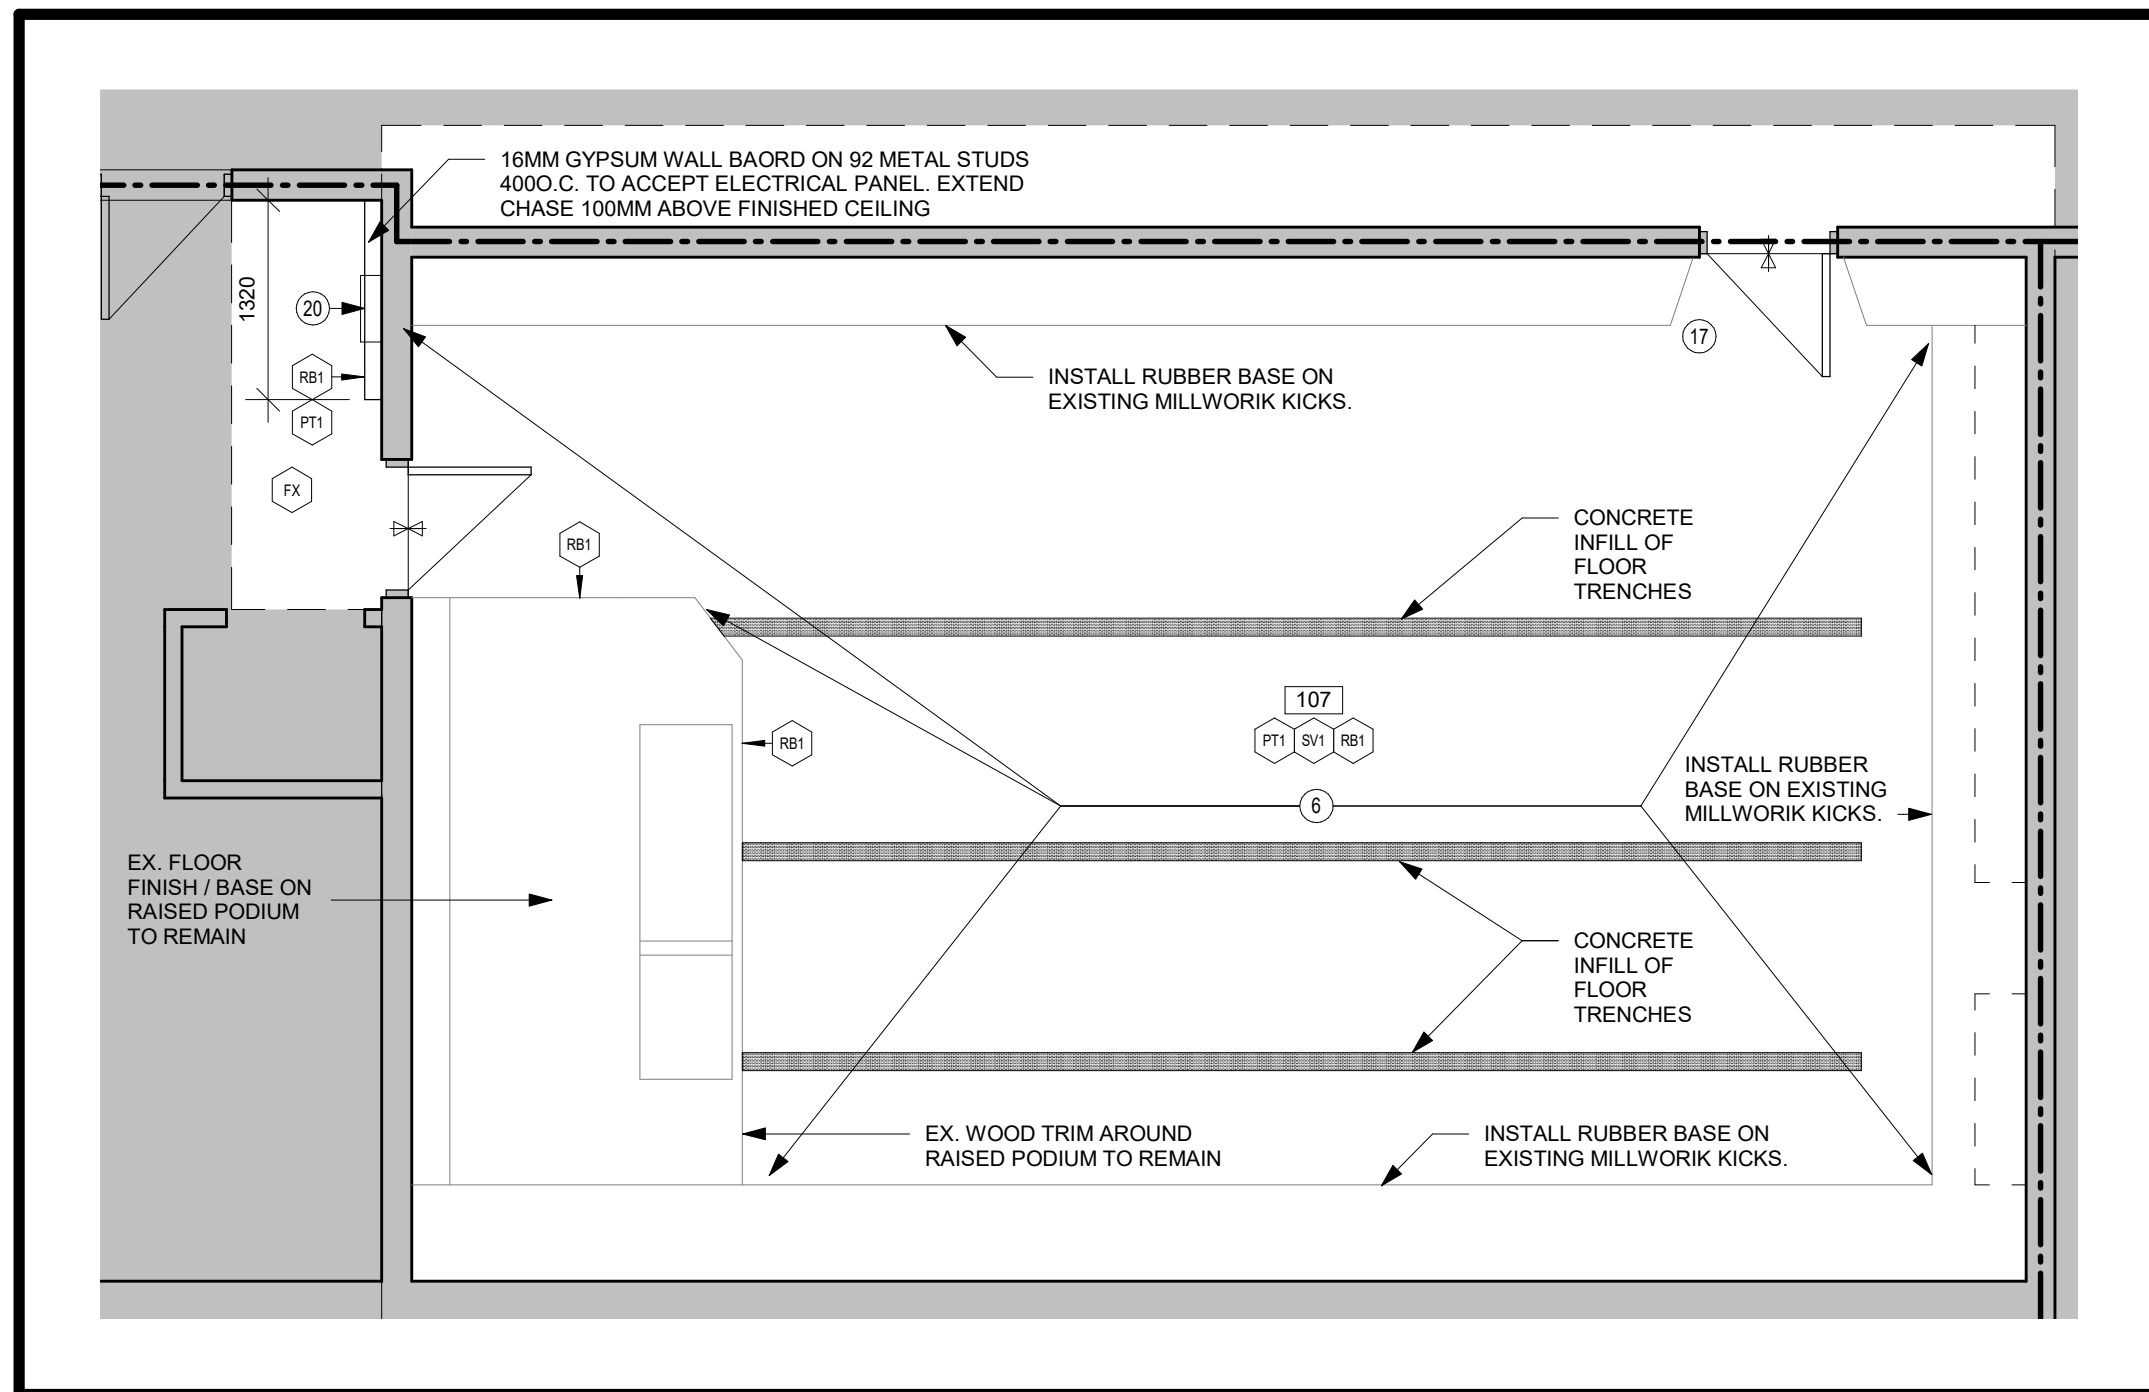 16MM GYPSUM WALL BAORD ON 92 METAL STUDS
400O.C. TO ACCEPT ELECTRICAL PANEL. EXTEND
CHASE 100MM ABOVE FINISHED CEILING
1320
20
RB1
PT1
FX
17
INSTALL RUBBER BASE ON
EXISTING MILLWORIK KICKS.
RB1
CONCRETE
INFILL OF
FLOOR
TRENCHES
107
PT1 SV1 RB1
RB1
6
INSTALL RUBBER
BASE ON EXISTING
MILLWORIK KICKS.
EX. FLOOR
FINISH / BASE ON
RAISED PODIUM
TO REMAIN
CONCRETE
INFILL OF
FLOOR
TRENCHES
EX. WOOD TRIM AROUND
RAISED PODIUM TO REMAIN
INSTALL RUBBER BASE ON
EXISTING MILLWORIK KICKS.